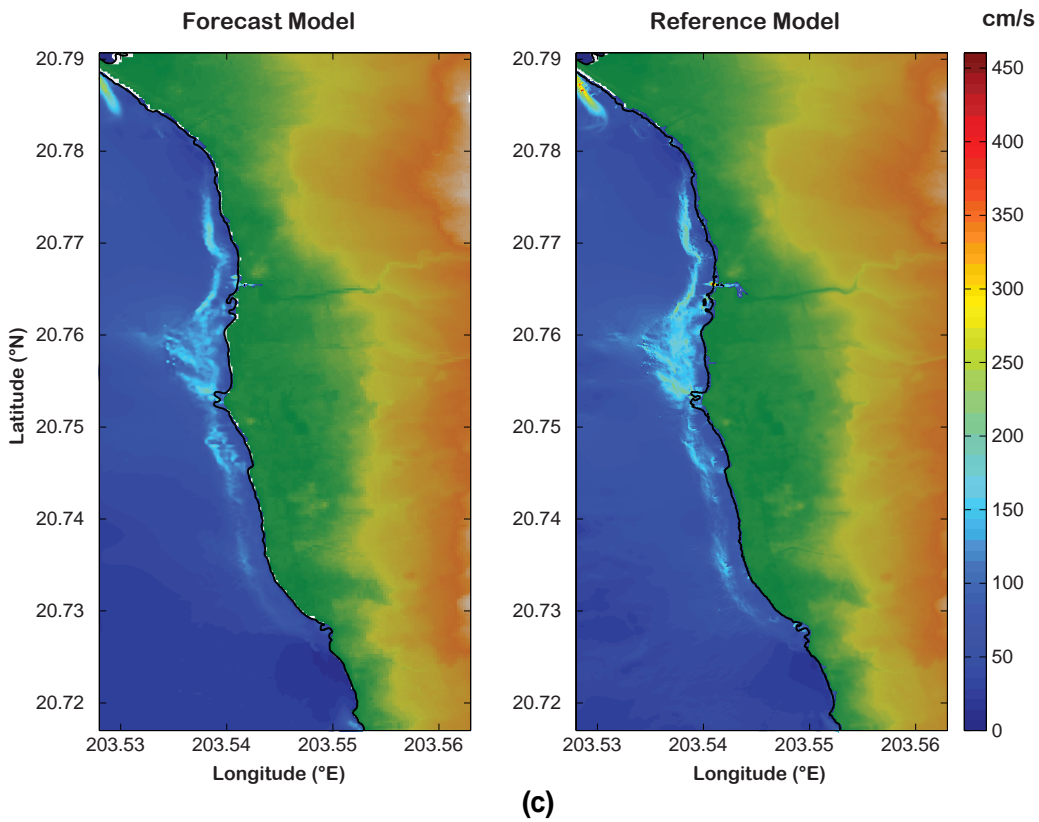 Forecast Model
Reference Model
cm/s
20.79
20.78
20.77
20.76
20.75
20.74
20.73
20.72
Latitude (°N)
203.53 203.54 203.55 203.56
Longitude (°E)
20.79
20.78
20.77
20.76
20.75
20.74
20.73
20.72
203.53 203.54 203.55 203.56
Longitude (°E)
450
400
350
300
250
200
150
100
50
0
(c)